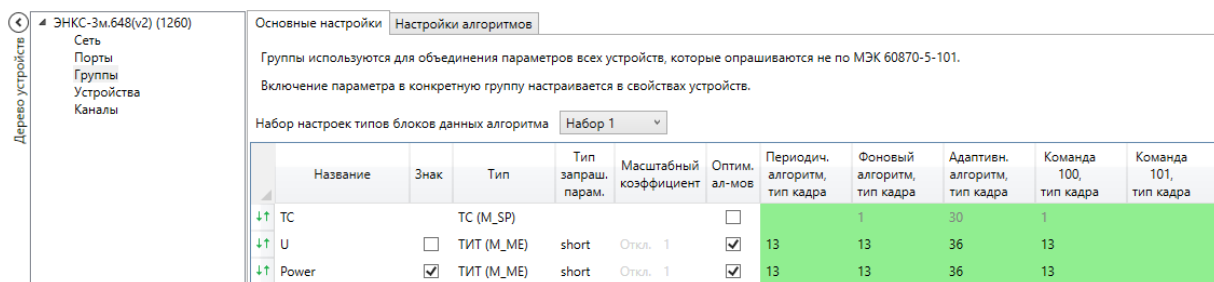 Дерево устройств
ЭНКС-3м.648(v2) (1260)
Сеть
Порты
Группы
Устройства
Каналы
Основные настройки Настройки алгоритмов
Группы используются для объединения параметров всех устройств, которые опрашиваются не по МЭК 60870-5-101.
Включение параметра в конкретную группу настраивается в свойствах устройств.
Набор настроек типов блоков данных алгоритма Набор 1
Название Знак Тип Тип запраш. парам. Масштабный коэффициент Оптим. ал-мов Периодич. алгоритм, тип кадра Фоновый алгоритм, тип кадра Адаптивн. алгоритм, тип кадра Команда 100, тип кадра Команда 101, тип кадра
ТС ТС (M_SP) 1 30 1
U ТИТ (M_ME) short Откл. 1 13 13 36 13
Power ТИТ (M_ME) short Откл. 1 13 13 36 13